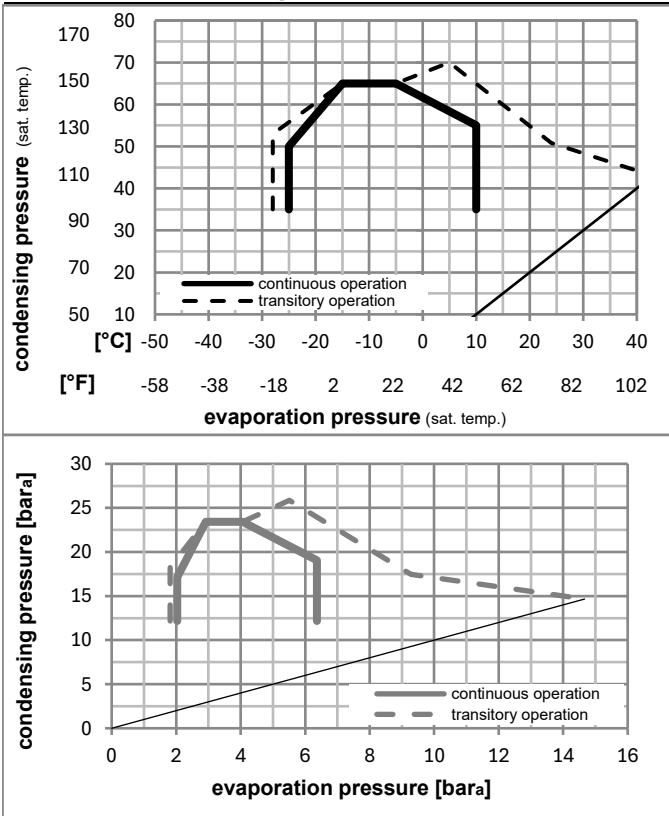 condensing pressure (sat. temp.)
170 80
70
150 60
130 50
110 40
90 30
70 20
50 10
continuous operation
transitory operation
[°C] -50 -40 -30 -20 -10 0 10 20 30 40
[°F] -58 -38 -18 2 22 42 62 82 102
evaporation pressure (sat. temp.)
condensing pressure [bara]
30
25
20
15
10
5
0
continuous operation
transitory operation
0 2 4 6 8 10 12 14 16
evaporation pressure [bara]